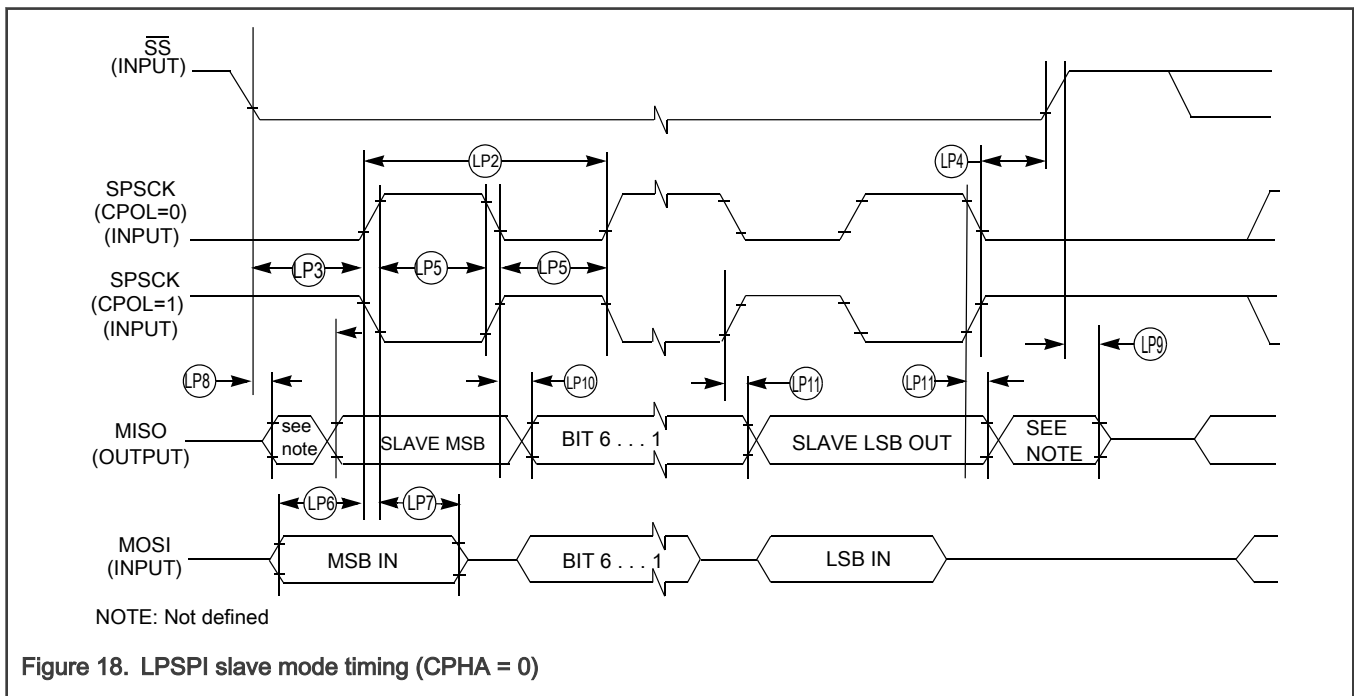 SS
(INPUT)
LP2
LP4
SPSCK
(CPOL=0)
(INPUT)
LP3
LP5
LP5
SPSCK
(CPOL=1)
(INPUT)
LP9
LP8
LP10
LP11
LP11
MISO
(OUTPUT)
see
note
SLAVE MSB
BIT 6 . . . 1
SLAVE LSB OUT
SEE
NOTE
LP6
LP7
MOSI
(INPUT)
MSB IN
BIT 6 . . . 1
LSB IN
NOTE: Not defined
Figure 18. LPSPI slave mode timing (CPHA = 0)